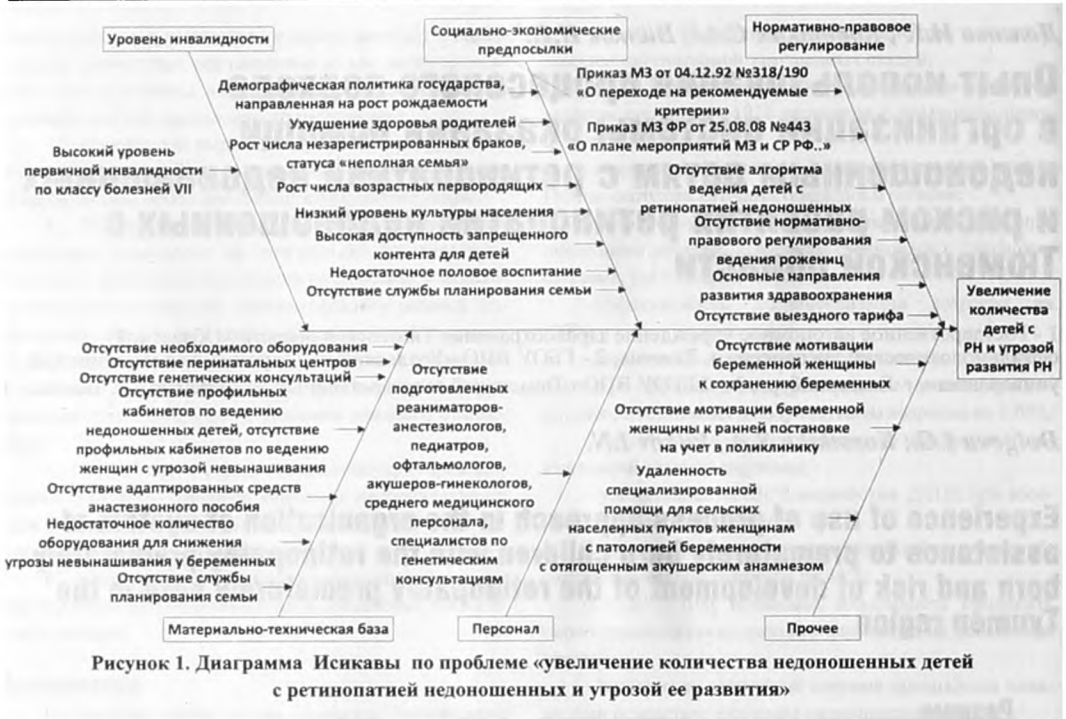 Уровень инвалидности
Социально-экономические
предпосылки
Нормативно-правовое
регулирование
Высокий уровень
первичной инвалидности
по классу болезней VII
Демографическая политика государства,
направленная на рост рождаемости
Ухудшение здоровья родителей
Рост числа незарегистрированных браков,
статуса «неполная семья»
Рост числа возрастных первородящих
Низкий уровень культуры населения
Высокая доступность запрещенного
контента для детей
Недостаточное половое воспитание
Отсутствие службы планирования семьи
Приказ МЗ от 04.12.92 №318/190
«О переходе на рекомендуемые
критерии»
Приказ МЗ РФ от 25.08.8 №443
«О плане мероприятий МЗ и СР РФ..»
Отсутствие алгоритма
ведения детей с
ретинопатией недоношенных
Отсутствие нормативно-
правового регулирования
ведения рожениц
Основные направления
развития здравоохранения
Отсутствие выездного тарифа
Увеличение
количества
детей с
РН и угрозой
развития РН
Отсутствие необходимого оборудования
Отсутствие перинатальных центров
Отсутствие генетических консультаций
Отсутствие профильных
кабинетов по ведению
недоношенных детей, отсутствие
профильных кабинетов по ведению
женщин с угрозой невынашивания
Отсутствие адаптированных средств
анастезионного пособия
Недостаточное количество
оборудования для снижения
угрозы невынашивания у беременных
Отсутствие службы
планирования семьи
Отсутствие
подготовленных
реаниматоров-
анестезиологов,
педиатров,
офтальмологов,
акушеров-гинекологов,
среднемедицинского
персонала,
специалистов по
генетическим
консультациям
Отсутствие мотивации
беременной женщины
к сохранению беременных
Отсутствие мотивации беременной
женщины к ранней постановке
на учет в поликлинику
Удаленность
специализированной
помощи для сельских
беременных путей женщин
с патологией беременности
с отягощенным акушерским анамнезом
Материально-техническая база
Персонал
Прочее
Рисунок 1. Диаграмма Исикавы по проблеме «увеличение количества недоношенных детей
с ретинопатией недоношенных и угрозой ее развития»